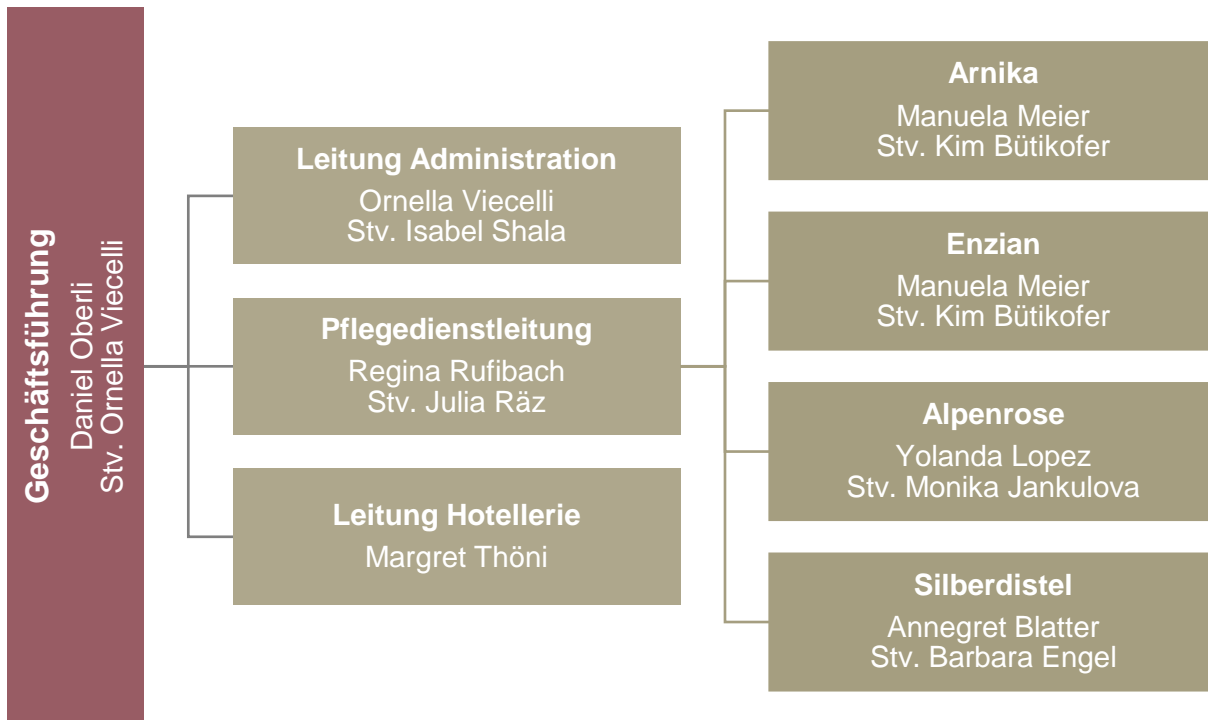 Geschäftsführung
Daniel Oberli
Stv. Ornella Viecelli
Leitung Administration
Ornella Viecelli
Stv. Isabel Shala
Pflegedienstleitung
Regina Rufibach
Stv. Julia Räz
Leitung Hotellerie
Margret Thöni
Arnika
Manuela Meier
Stv. Kim Bütikofer
Enzian
Manuela Meier
Stv. Kim Bütikofer
Alpenrose
Yolanda Lopez
Stv. Monika Jankulova
Silberdistel
Annegret Blatter
Stv. Barbara Engel